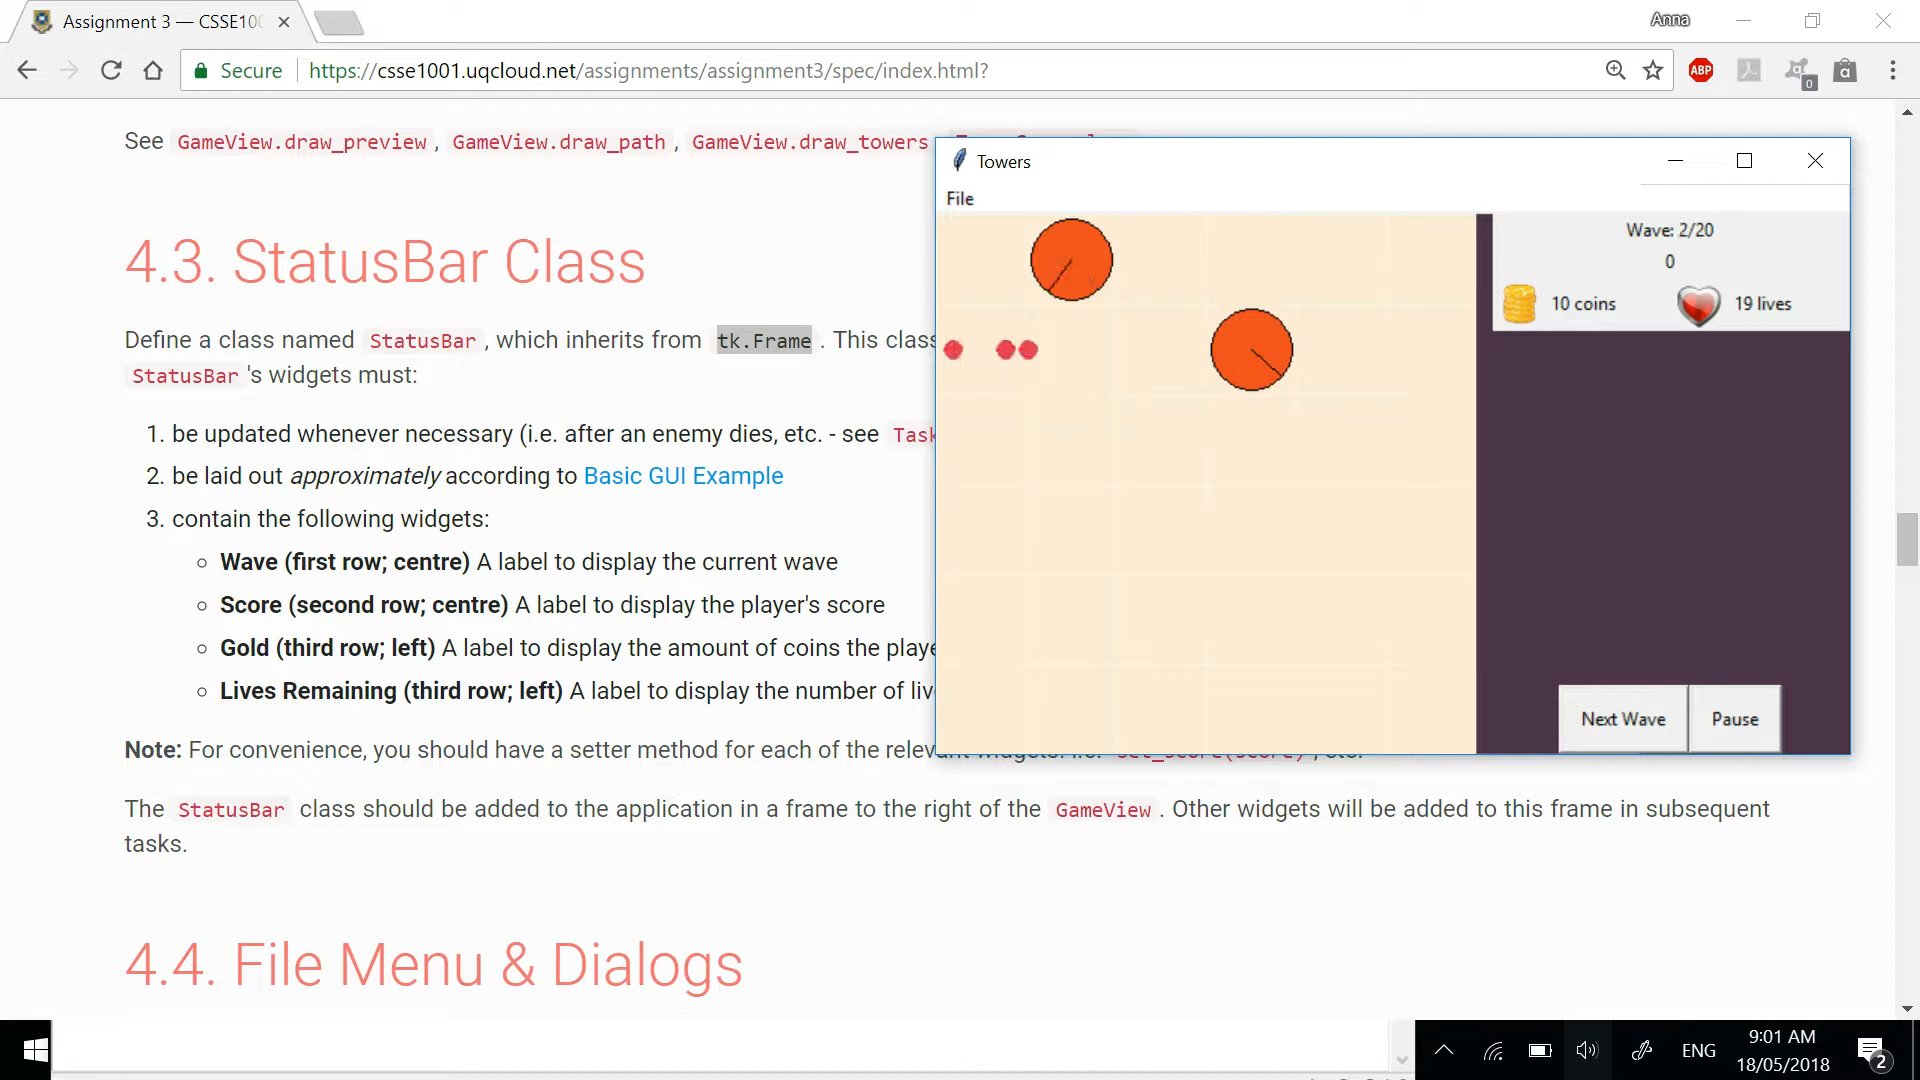 Assignment 3 — CSSE10
Anna
Secure
https://csse1001.uqcloud.net/assignments/assignment3/spec/index.html?
ABP
0
See GameView.draw_preview , GameView.draw_path , GameView.draw_towers
Towers
File
Wave: 2/20
0
10 coins
19 lives
Next Wave
Pause
4.3. StatusBar Class
Define a class named StatusBar , which inherits from tk.Frame . This class
StatusBar 's widgets must:
1. be updated whenever necessary (i.e. after an enemy dies, etc. - see Task
2. be laid out approximately according to Basic GUI Example
3. contain the following widgets:
Wave (first row; centre) A label to display the current wave
Score (second row; centre) A label to display the player's score
Gold (third row; left) A label to display the amount of coins the playe
Lives Remaining (third row; left) A label to display the number of liv
Note: For convenience, you should have a setter method for each of the relevant widgets. i.e. set_score(score) , etc.
The StatusBar class should be added to the application in a frame to the right of the GameView . Other widgets will be added to this frame in subsequent
tasks.
4.4. File Menu & Dialogs
ENG
9:01 AM
18/05/2018
2